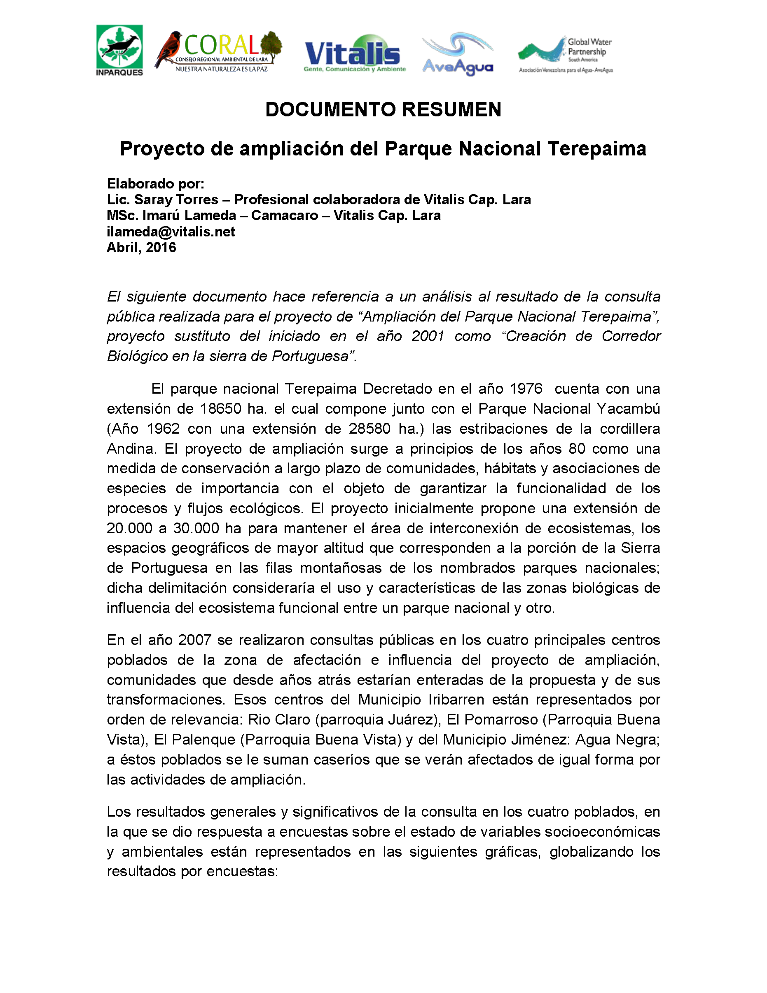 INPARQUES
CORAL
CONSEJO REGIONAL AMBIENTAL DE LARA
NUESTRA NATURALEZA ES LA PAZ
Vitalis
Gente, Comunicación y Ambiente
AveAgua
Global Water
Partnership
South America
Asociación Venezolana para el Agua-AveAgua
DOCUMENTO RESUMEN
Proyecto de ampliación del Parque Nacional Terepaima
Elaborado por:
Lic. Saray Torres – Profesional colaboradora de Vitalis Cap. Lara
MSc. Imarú Lameda – Camacaro – Vitalis Cap. Lara
ilameda@vitalis.net
Abril, 2016
El siguiente documento hace referencia a un análisis al resultado de la consulta
pública realizada para el proyecto de “Ampliación del Parque Nacional Terepaima”,
proyecto sustituto del iniciado en el año 2001 como “Creación de Corredor
Biológico en la sierra de Portuguesa”.
El parque nacional Terepaima Decretado en el año 1976 cuenta con una
extensión de 18650 ha. el cual compone junto con el Parque Nacional Yacambú
(Año 1962 con una extensión de 28580 ha.) las estribaciones de la cordillera
Andina. El proyecto de ampliación surge a principios de los años 80 como una
medida de conservación a largo plazo de comunidades, hábitats y asociaciones de
especies de importancia con el objeto de garantizar la funcionalidad de los
procesos y flujos ecológicos. El proyecto inicialmente propone una extensión de
20.000 a 30.000 ha para mantener el área de interconexión de ecosistemas, los
espacios geográficos de mayor altitud que corresponden a la porción de la Sierra
de Portuguesa en las filas montañosas de los nombrados parques nacionales;
dicha delimitación consideraría el uso y características de las zonas biológicas de
influencia del ecosistema funcional entre un parque nacional y otro.
En el año 2007 se realizaron consultas públicas en los cuatro principales centros
poblados de la zona de afectación e influencia del proyecto de ampliación,
comunidades que desde años atrás estarían enteradas de la propuesta y de sus
transformaciones. Esos centros del Municipio Iribarren están representados por
orden de relevancia: Rio Claro (parroquia Juárez), El Pomarroso (Parroquia Buena
Vista), El Palenque (Parroquia Buena Vista) y del Municipio Jiménez: Agua Negra;
a éstos poblados se le suman caseríos que se verán afectados de igual forma por
las actividades de ampliación.
Los resultados generales y significativos de la consulta en los cuatro poblados, en
la que se dio respuesta a encuestas sobre el estado de variables socioeconómicas
y ambientales están representados en las siguientes gráficas, globalizando los
resultados por encuestas: